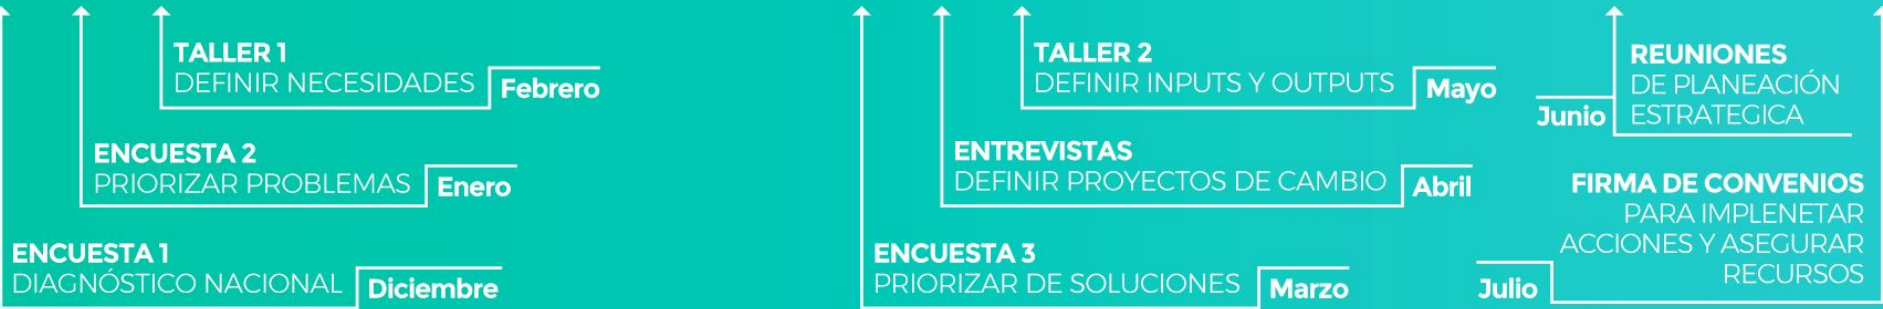 TALLER 1
DEFINIR NECESIDADES
Febrero
ENCUESTA 2
PRIORIZAR PROBLEMAS
Enero
ENCUESTA 1
DIAGNÓSTICO NACIONAL
Diciembre
TALLER 2
DEFINIR INPUTS Y OUTPUTS
Mayo
ENTREVISTAS
DEFINIR PROYECTOS DE CAMBIO
Abril
ENCUESTA 3
PRIORIZAR DE SOLUCIONES
Marzo
REUNIONES
DE PLANEACIÓN
ESTRATEGICA
Junio
FIRMA DE CONVENIOS
PARA IMPLENETAR
ACCIONES Y ASEGURAR
RECURSOS
Julio